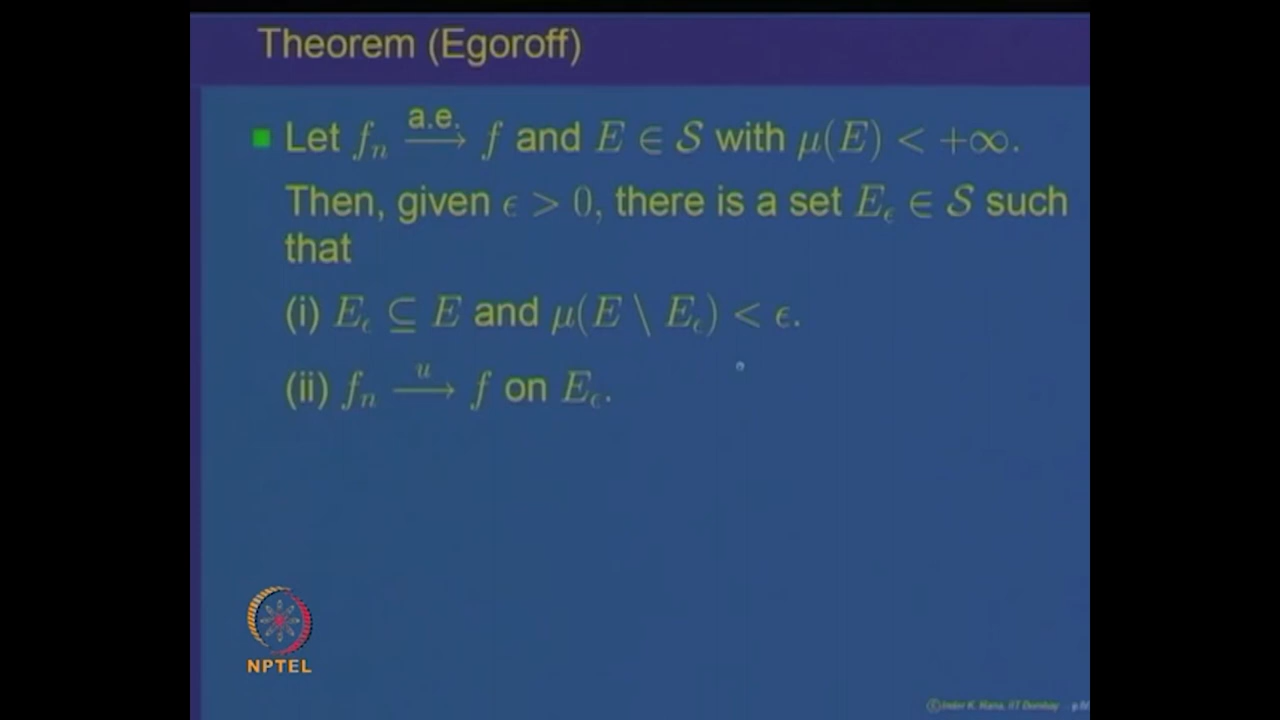 Theorem (Egoroff)
Let fₙ —a.e.→ f and E ∈ 𝒮 with μ(E) < +∞.
Then, given ϵ > 0, there is a set E_ϵ ∈ 𝒮 such
that
(i) E_ϵ ⊆ E and μ(E \ E_ϵ) < ϵ.
(ii) fₙ —u→ f on E_ϵ.
NPTEL